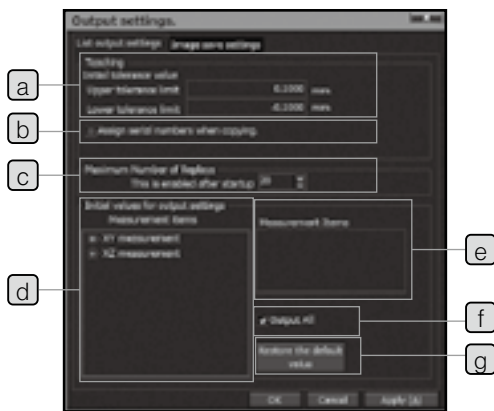 Output settings.
List output settings Image save settings
Teaching
Initial tolerance value
a
Upper tolerance limit 0.1000 mm
Lower tolerance limit -0.1000 mm
b
Assign serial numbers when copying.
c
Maximum Number of Replays
This is enabled after startup 20
Initial values for output settings
Measurement Items
XY measurement
XZ measurement
d
Measurement Items
e
Output All
f
Restore the default
value
g
OK Cancel Apply (A)